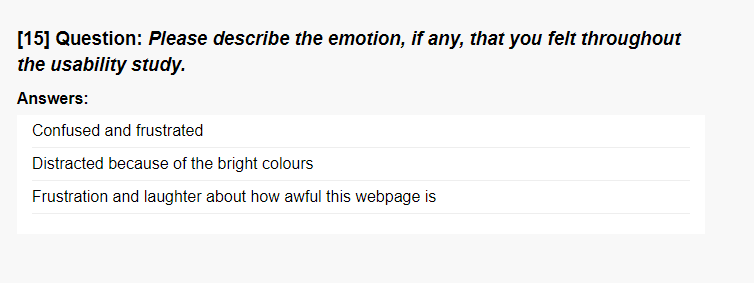 [15] Question: Please describe the emotion, if any, that you felt throughout
the usability study.
Answers:
Confused and frustrated
Distracted because of the bright colours
Frustration and laughter about how awful this webpage is